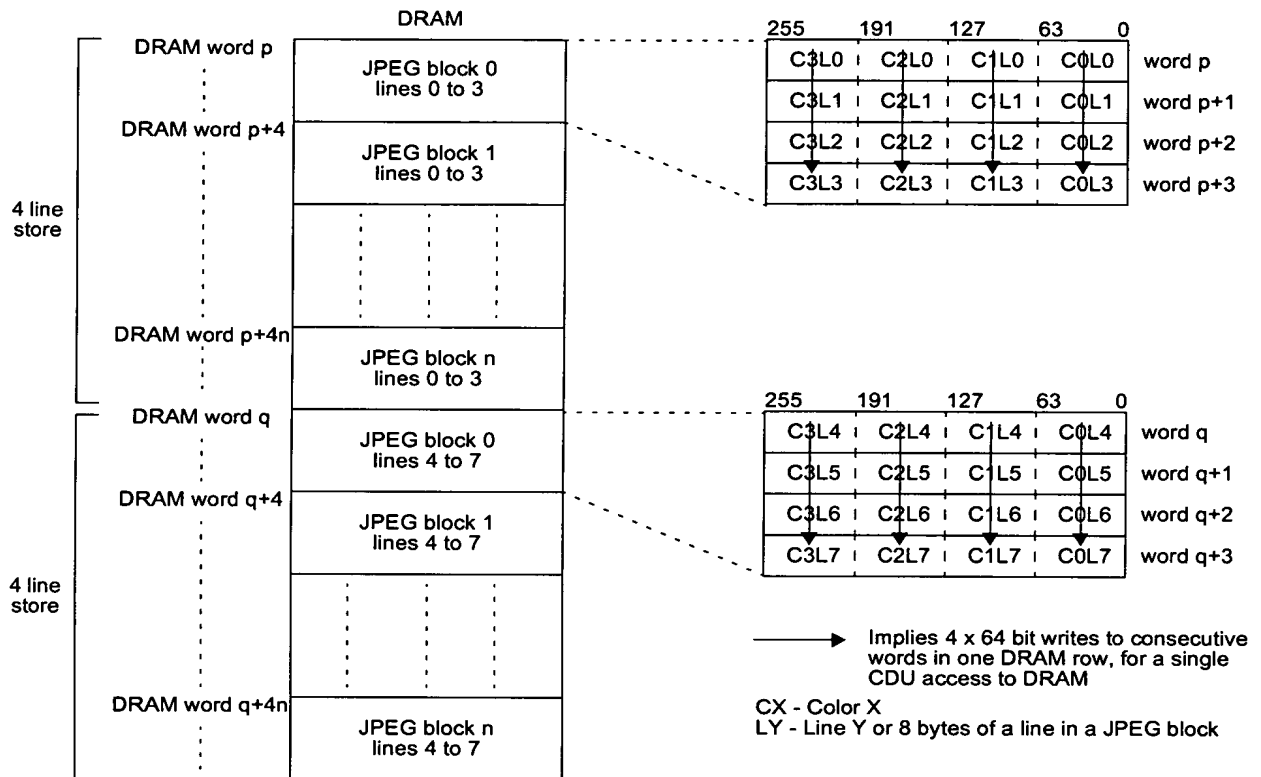 DRAM
DRAM word p
JPEG block 0
lines 0 to 3
DRAM word p+4
JPEG block 1
lines 0 to 3
4 line
store
DRAM word p+4n
JPEG block n
lines 0 to 3
DRAM word q
JPEG block 0
lines 4 to 7
DRAM word q+4
JPEG block 1
lines 4 to 7
4 line
store
DRAM word q+4n
JPEG block n
lines 4 to 7
255 191 127 63 0
C3L0 C2L0 C1L0 C0L0 word p
C3L1 C2L1 C1L1 C0L1 word p+1
C3L2 C2L2 C1L2 C0L2 word p+2
C3L3 C2L3 C1L3 C0L3 word p+3
255 191 127 63 0
C3L4 C2L4 C1L4 C0L4 word q
C3L5 C2L5 C1L5 C0L5 word q+1
C3L6 C2L6 C1L6 C0L6 word q+2
C3L7 C2L7 C1L7 C0L7 word q+3
Implies 4 x 64 bit writes to consecutive
words in one DRAM row, for a single
CDU access to DRAM
CX - Color X
LY - Line Y or 8 bytes of a line in a JPEG block